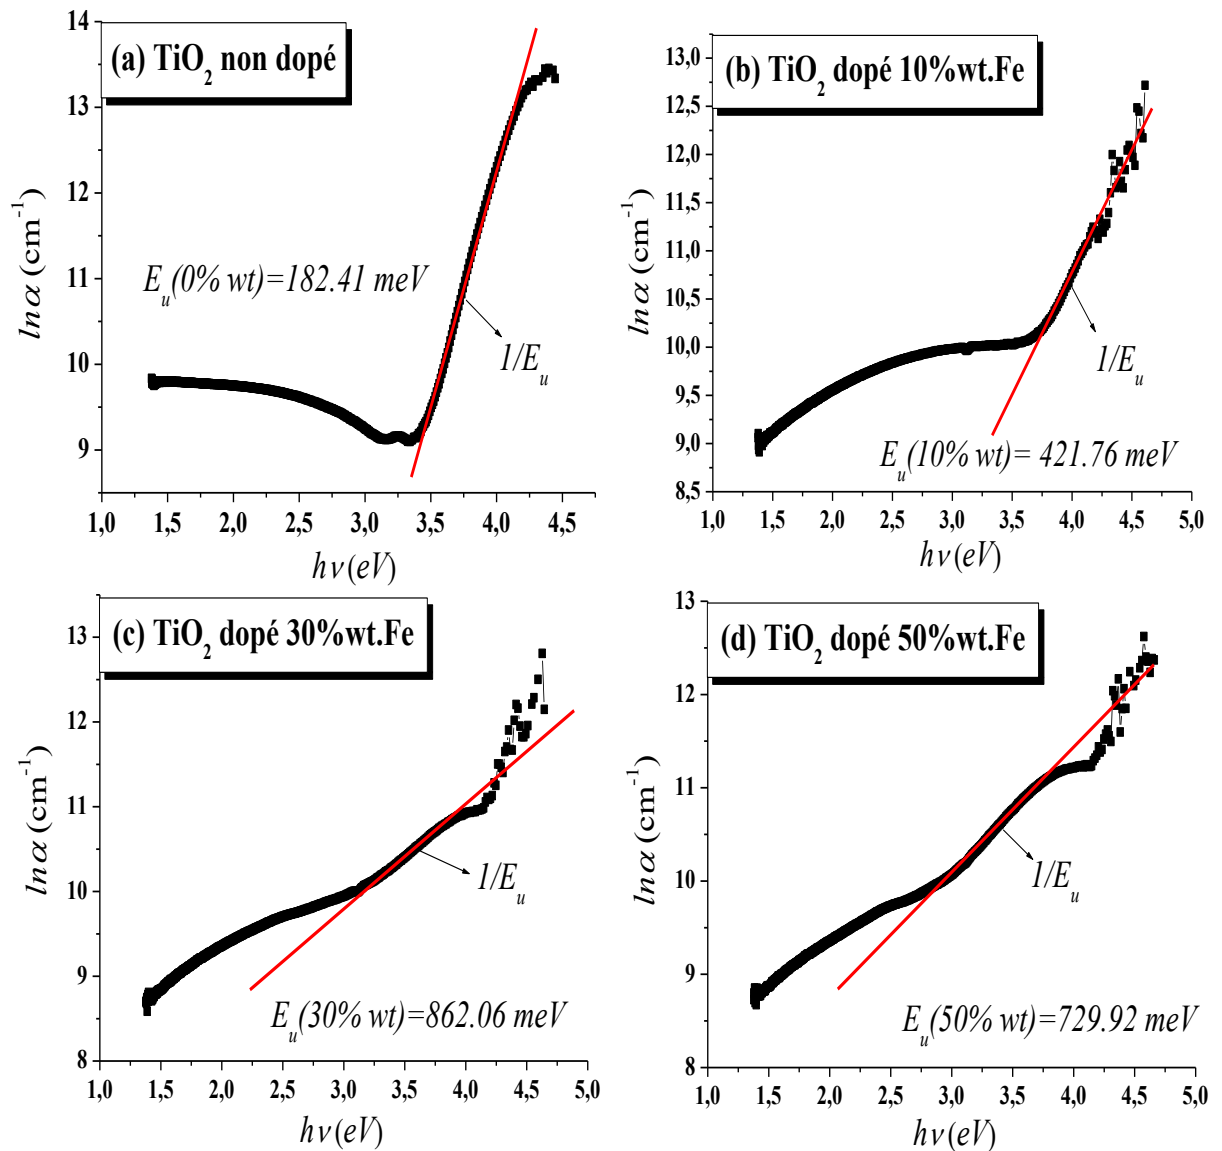 (a) TiO₂ non dopé
14
13
12
11
10
9
lnα (cm⁻¹)
E_u(0% wt)=182.41 meV
1/E_u
1,0 1,5 2,0 2,5 3,0 3,5 4,0 4,5
hν(eV)
(b) TiO₂ dopé 10%wt.Fe
13,0
12,5
12,0
11,5
11,0
10,5
10,0
9,5
9,0
8,5
lnα (cm⁻¹)
1/E_u
E_u(10% wt)= 421.76 meV
1,0 1,5 2,0 2,5 3,0 3,5 4,0 4,5 5,0
hν(eV)
(c) TiO₂ dopé 30%wt.Fe
13
12
11
10
9
8
lnα (cm⁻¹)
1/E_u
E_u(30% wt)=862.06 meV
1,0 1,5 2,0 2,5 3,0 3,5 4,0 4,5 5,0
hν(eV)
(d) TiO₂ dopé 50%wt.Fe
13
12
11
10
9
8
lnα (cm⁻¹)
1/E_u
E_u(50% wt)=729.92 meV
1,0 1,5 2,0 2,5 3,0 3,5 4,0 4,5 5,0
hν(eV)